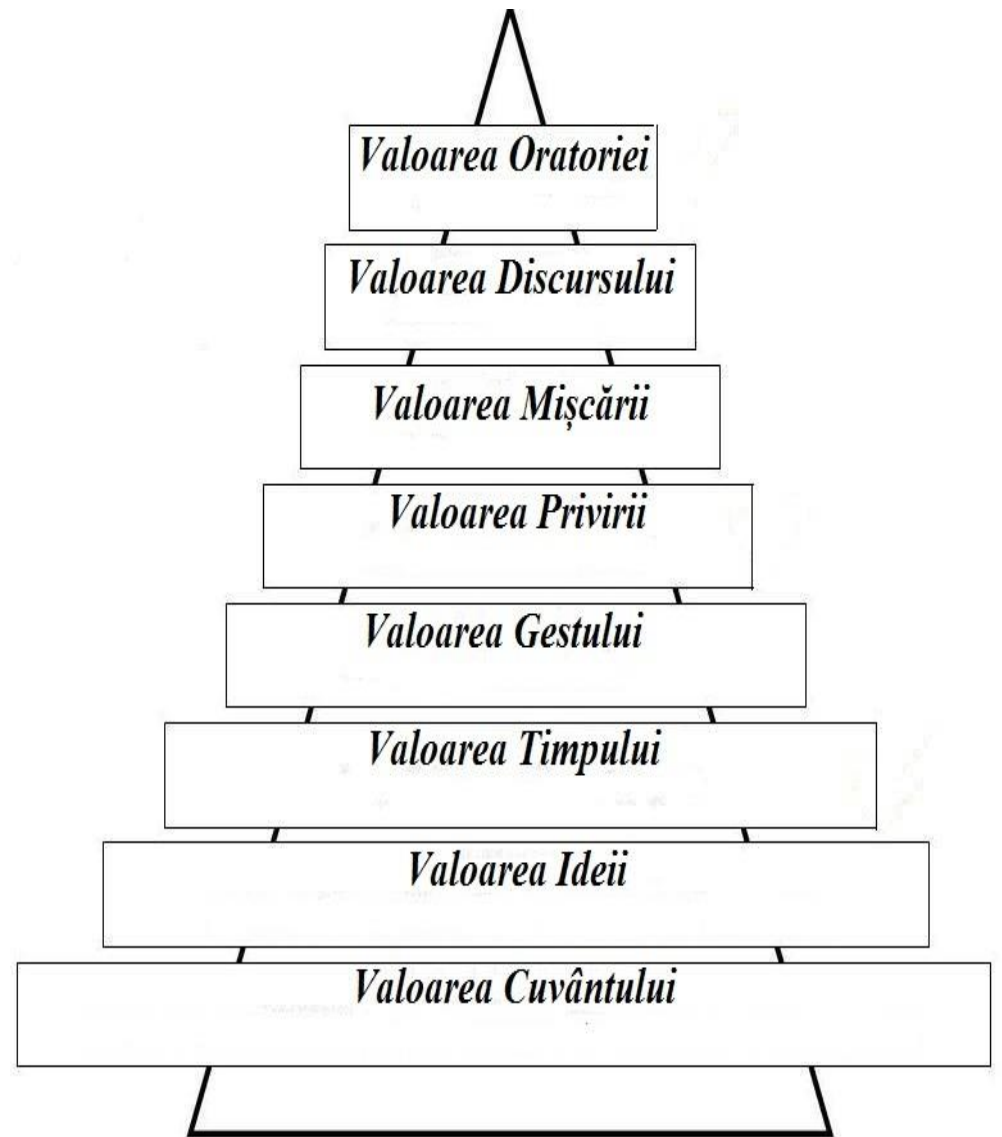 Valoarea Oratoriei
Valoarea Discursului
Valoarea Mișcării
Valoarea Privirii
Valoarea Gestului
Valoarea Timpului
Valoarea Ideii
Valoarea Cuvântului